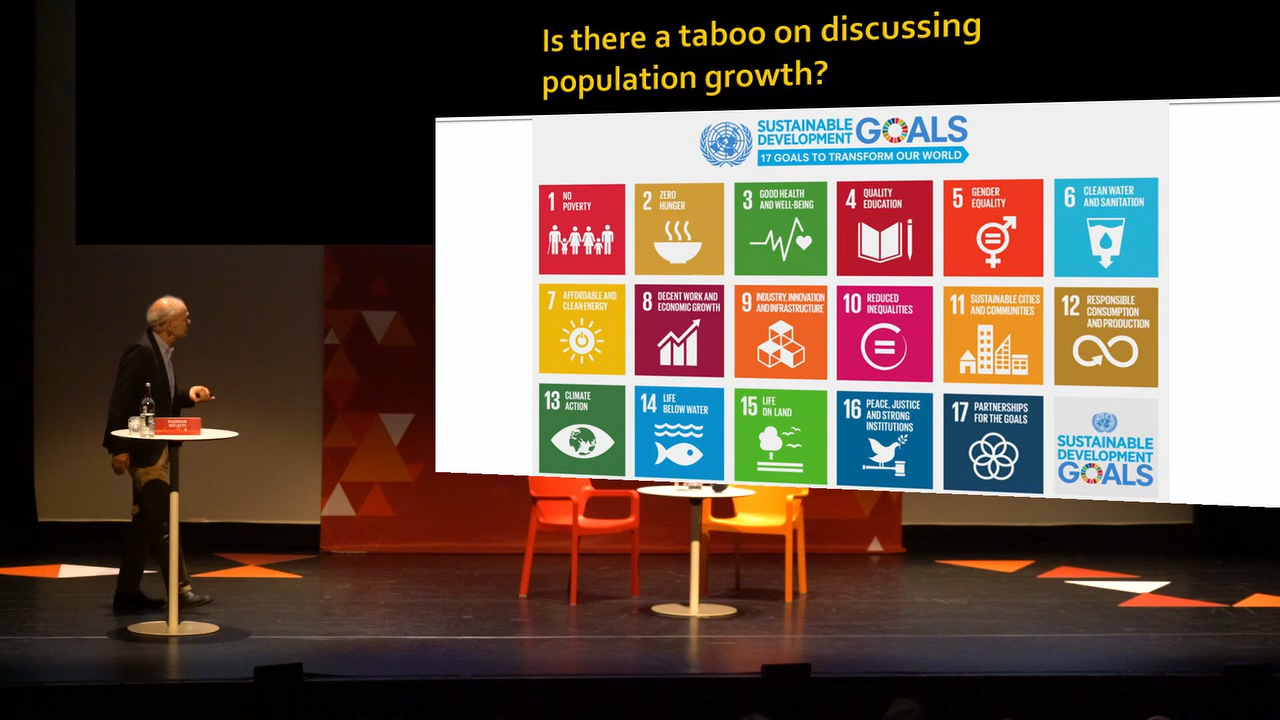 Is there a taboo on discussing
population growth?
SUSTAINABLE
DEVELOPMENT
GOALS
17 GOALS TO TRANSFORM OUR WORLD
1 NO
POVERTY
2 ZERO
HUNGER
3 GOOD HEALTH
AND WELL-BEING
4 QUALITY
EDUCATION
5 GENDER
EQUALITY
6 CLEAN WATER
AND SANITATION
7 AFFORDABLE AND
CLEAN ENERGY
8 DECENT WORK AND
ECONOMIC GROWTH
9 INDUSTRY, INNOVATION
AND INFRASTRUCTURE
10 REDUCED
INEQUALITIES
11 SUSTAINABLE CITIES
AND COMMUNITIES
12 RESPONSIBLE
CONSUMPTION
AND PRODUCTION
13 CLIMATE
ACTION
14 LIFE
BELOW WATER
15 LIFE
ON LAND
16 PEACE, JUSTICE
AND STRONG
INSTITUTIONS
17 PARTNERSHIPS
FOR THE GOALS
SUSTAINABLE
DEVELOPMENT
GOALS
RADBOUD
REFLECTS